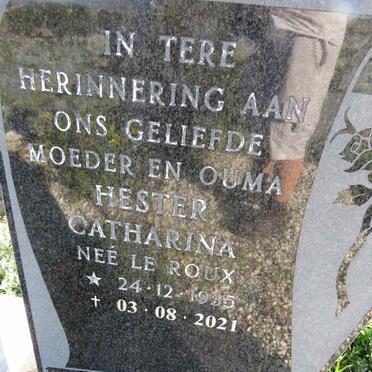 IN TERE
HERINNERING AAN
ONS GELIEFDE
MOEDER EN OUMA
HESTER
CATHARINA
NEE LE ROUX
★ 24·12·1935
✝ 03·08·2021